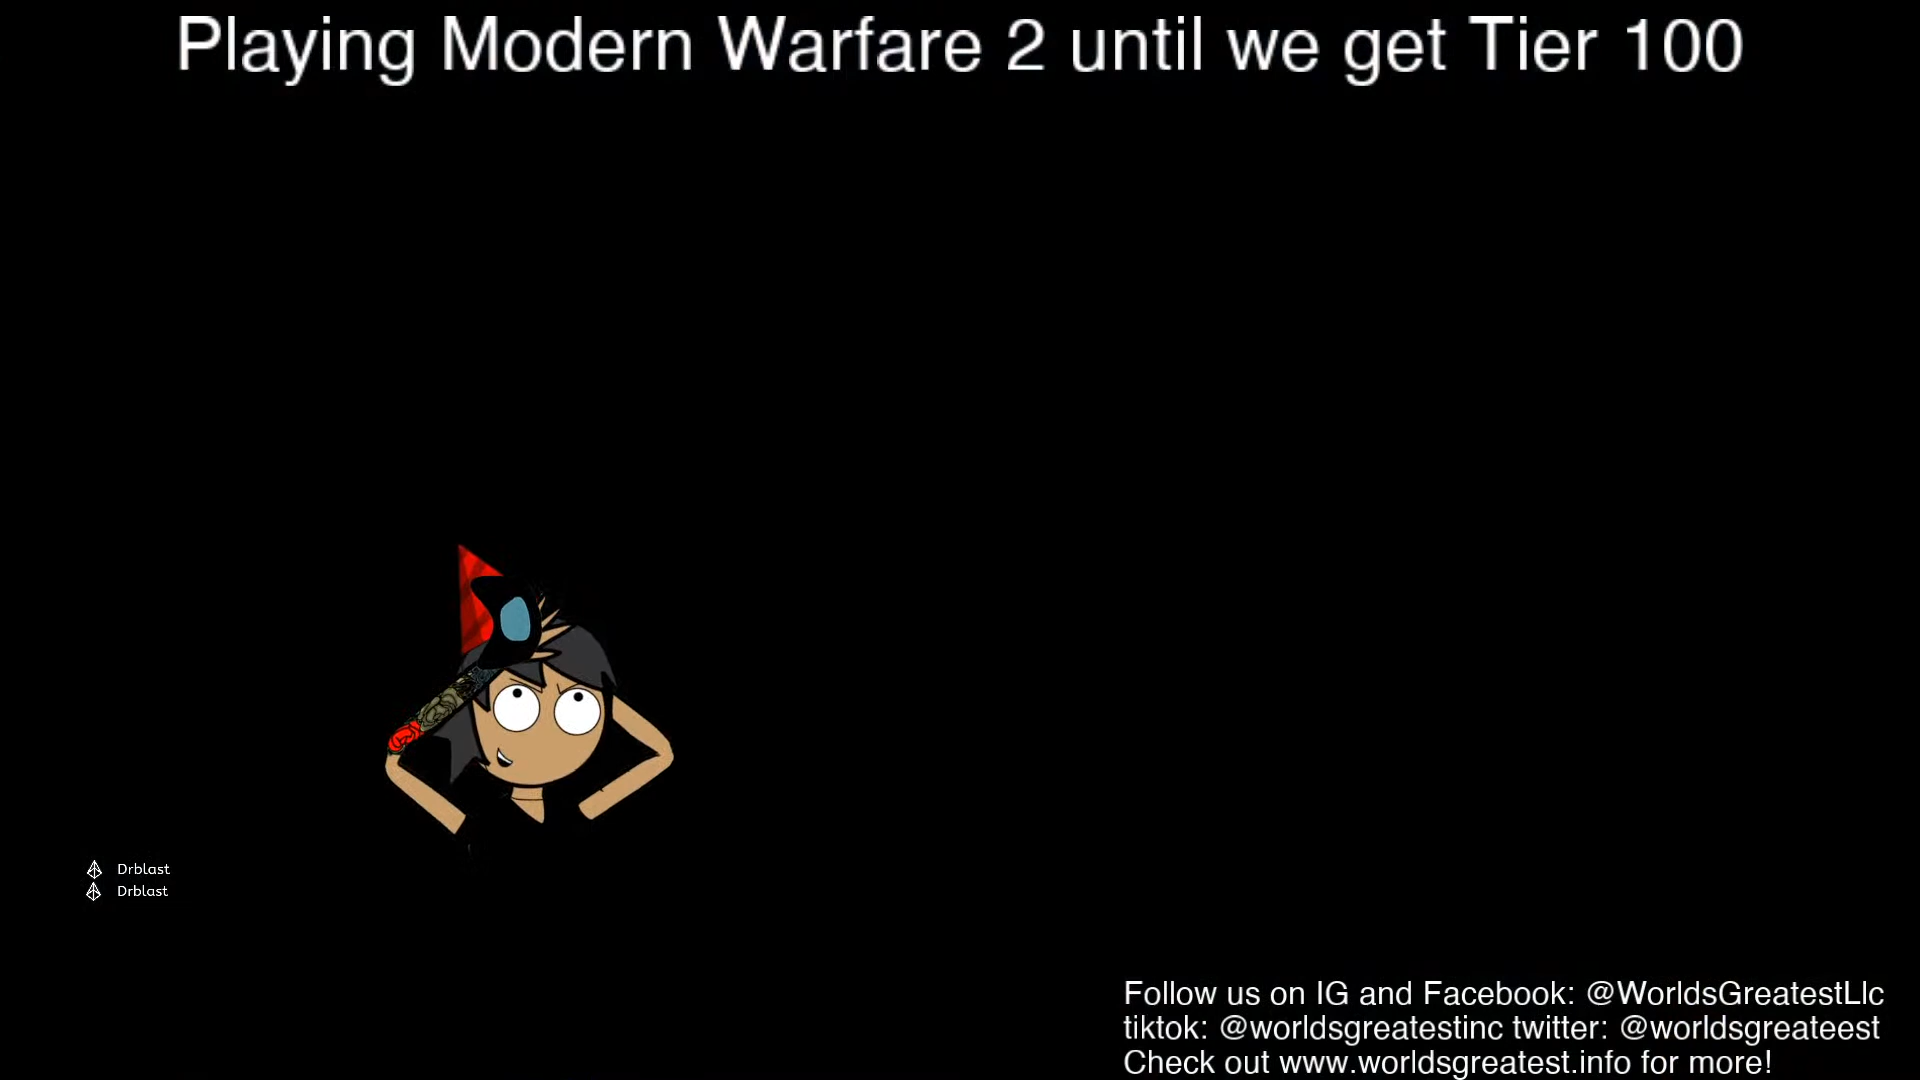 Playing Modern Warfare 2 until we get Tier 100
Drblast
Drblast
Follow us on IG and Facebook: @WorldsGreatestLlc
tiktok: @worldsgreatestinc twitter: @worldsgreateest
Check out www.worldsgreatest.info for more!